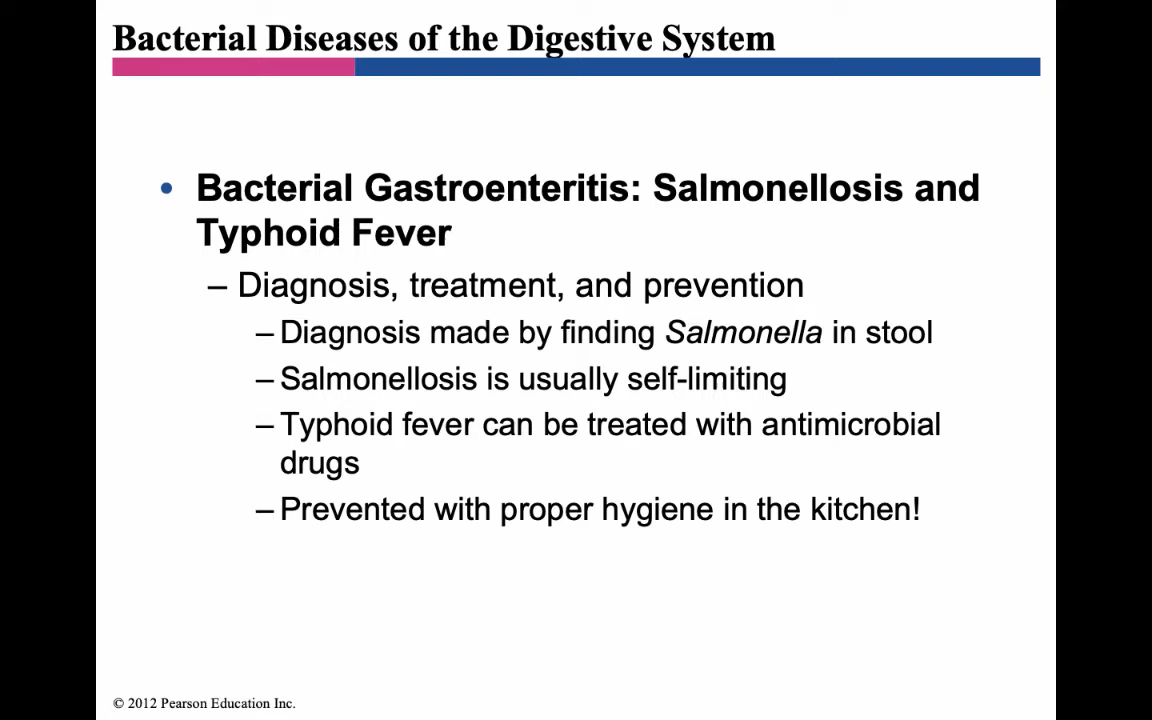 Bacterial Diseases of the Digestive System
• Bacterial Gastroenteritis: Salmonellosis and
Typhoid Fever
– Diagnosis, treatment, and prevention
– Diagnosis made by finding Salmonella in stool
– Salmonellosis is usually self-limiting
– Typhoid fever can be treated with antimicrobial
drugs
– Prevented with proper hygiene in the kitchen!
© 2012 Pearson Education Inc.